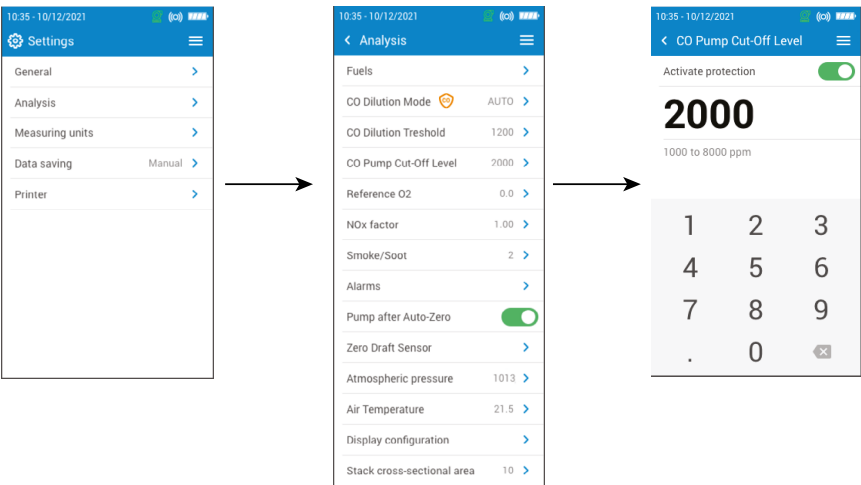 10:35 - 10/12/2021
Settings
General
Analysis
Measuring units
Data saving Manual
Printer
10:35 - 10/12/2021
Analysis
Fuels
CO Dilution Mode CO AUTO
CO Dilution Treshold 1200
CO Pump Cut-Off Level 2000
Reference O2 0.0
NOx factor 1.00
Smoke/Soot 2
Alarms
Pump after Auto-Zero
Zero Draft Sensor
Atmospheric pressure 1013
Air Temperature 21.5
Display configuration
Stack cross-sectional area 10
10:35 - 10/12/2021
CO Pump Cut-Off Level
Activate protection
2000
1000 to 8000 ppm
1 2 3
4 5 6
7 8 9
. 0